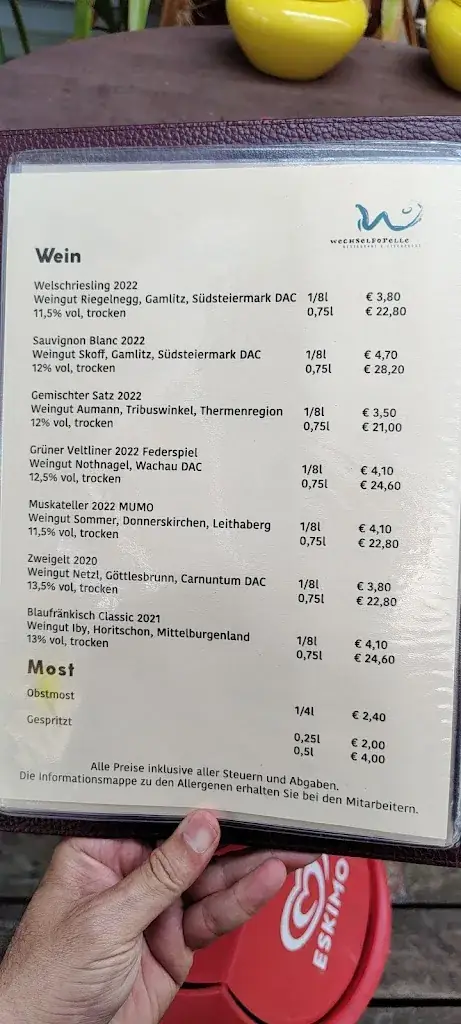 wechselforelle
Wein
Welschriesling 2022
Weingut Riegelnegg, Gamlitz, Südsteiermark DAC 1/8l € 3,80
11,5% vol, trocken 0,75l € 22,80
Sauvignon Blanc 2022
Weingut Skoff, Gamlitz, Südsteiermark DAC 1/8l € 4,70
12% vol, trocken 0,75l € 28,20
Gemischter Satz 2022
Weingut Aumann, Tribuswinkel, Thermenregion 1/8l € 3,50
12% vol, trocken 0,75l € 21,00
Grüner Veltliner 2022 Federspiel
Weingut Nothnagel, Wachau DAC 1/8l € 4,10
12,5% vol, trocken 0,75l € 24,60
Muskateller 2022 MUMO
Weingut Sommer, Donnerskirchen, Leithaberg 1/8l € 4,10
11,5% vol, trocken 0,75l € 22,80
Zweigelt 2020
Weingut Netzl, Göttlesbrunn, Carnuntum DAC 1/8l € 3,80
13,5% vol, trocken 0,75l € 22,80
Blaufränkisch Classic 2021
Weingut Iby, Horitschon, Mittelburgenland 1/8l € 4,10
13% vol, trocken 0,75l € 24,60
Most
Obstmost 1/4l € 2,40
Gespritzt 0,25l € 2,00
0,5l € 4,00
Alle Preise inklusive aller Steuern und Abgaben.
Die Informationsmappe zu den Allergenen erhalten Sie bei den Mitarbeitern.
ESKIMO